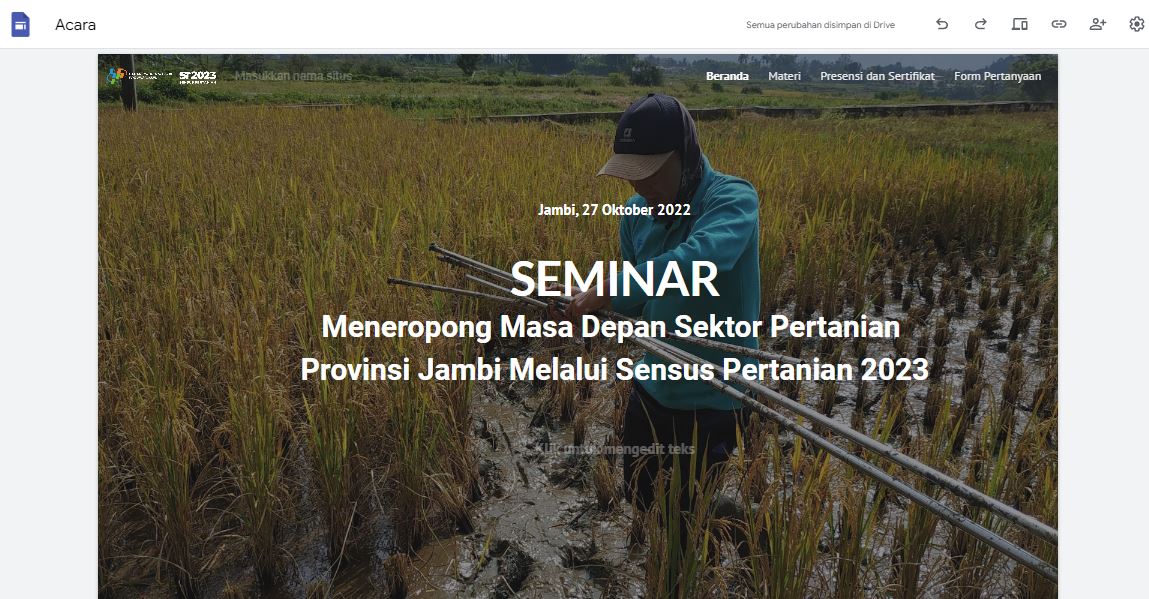 Acara
Semua perubahan disimpan di Drive
ST2023
Masukkan nama situs
Beranda
Materi
Presensi dan Sertifikat
Form Pertanyaan
Jambi, 27 Oktober 2022
SEMINAR
Meneropong Masa Depan Sektor Pertanian
Provinsi Jambi Melalui Sensus Pertanian 2023
Klik untuk mengedit teks